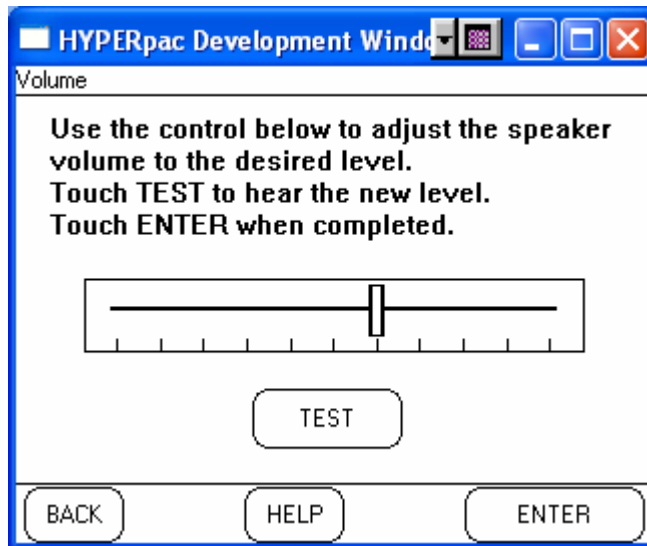 HYPERpac Development
Volume
Use the control below to adjust the speaker
volume to the desired level.
Touch TEST to hear the new level.
Touch ENTER when completed.
TEST
BACK HELP ENTER